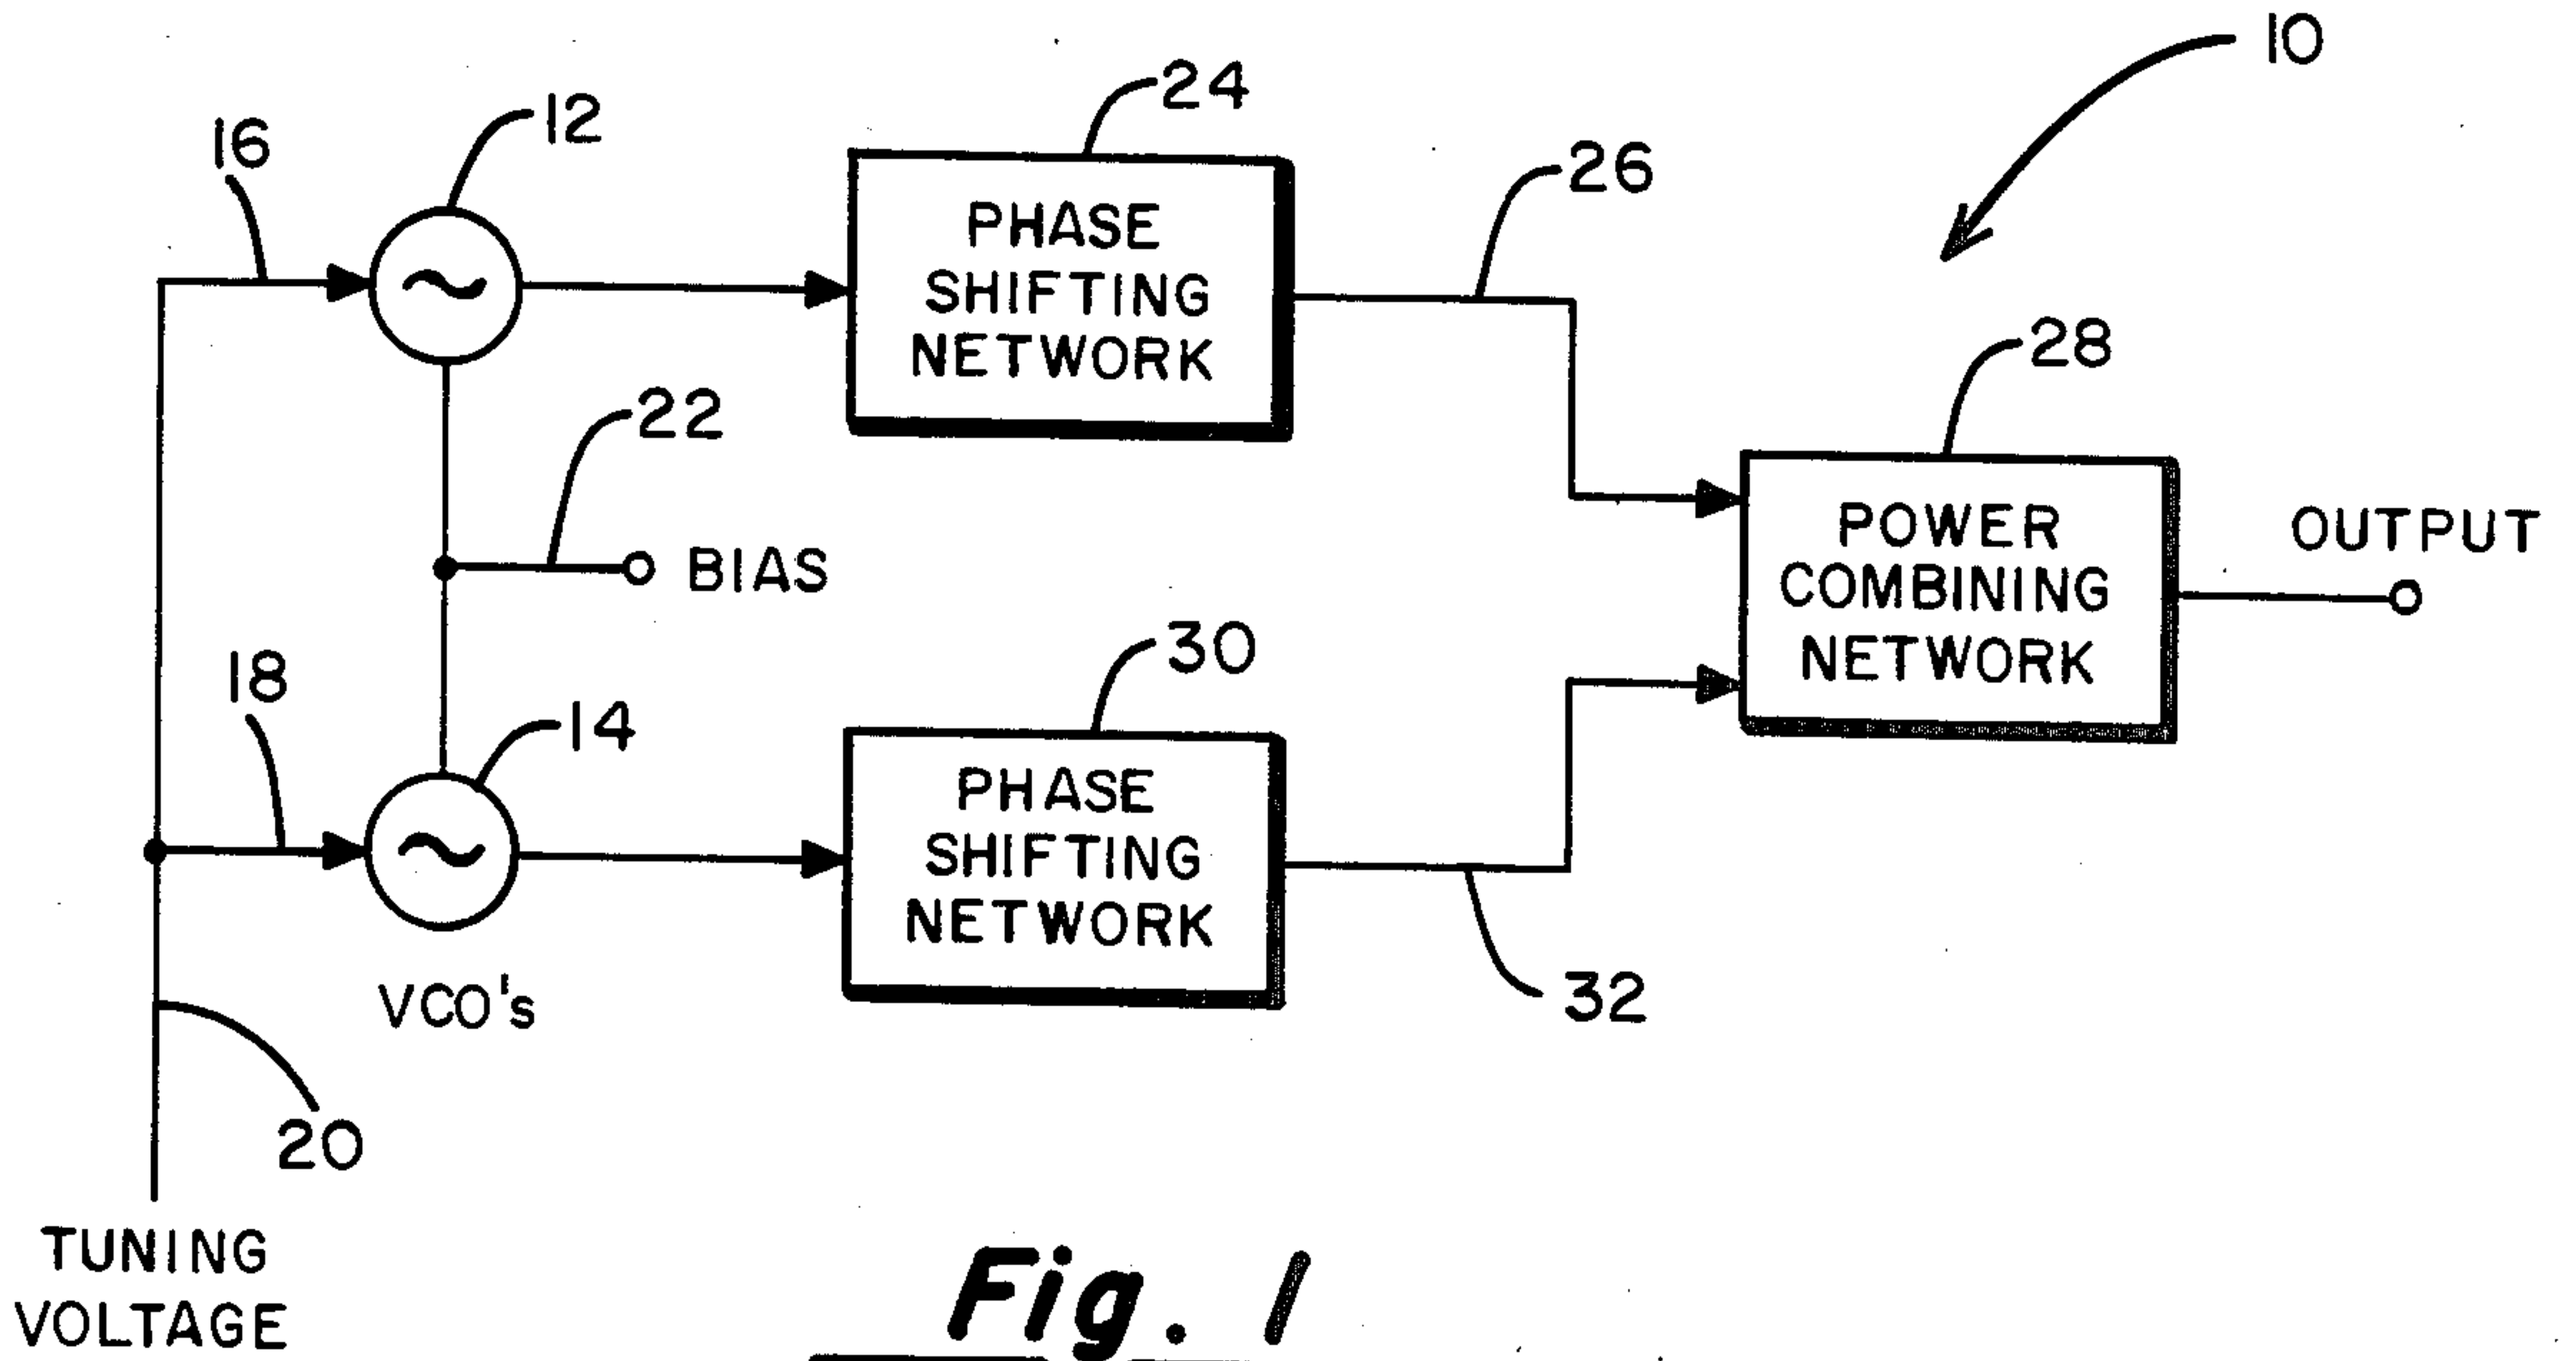 10
24
12
16
26
PHASE
SHIFTING
NETWORK
28
22
BIAS
POWER
COMBINING
NETWORK
OUTPUT
30
18
14
PHASE
SHIFTING
NETWORK
32
VCO's
20
TUNING
VOLTAGE
Fig. 1